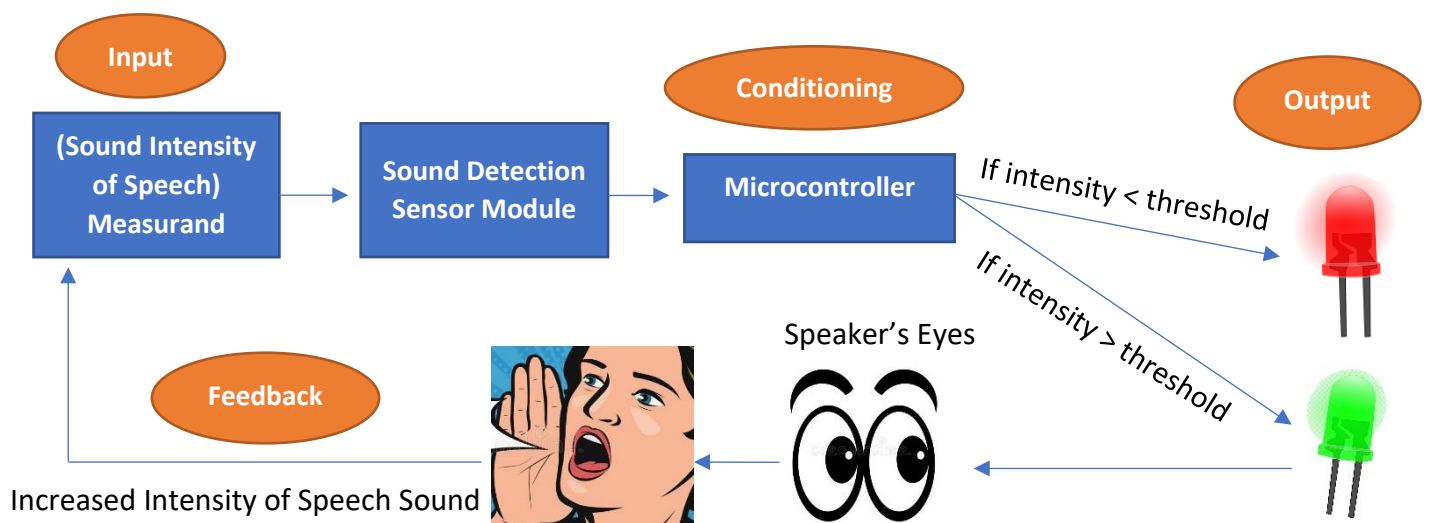 Input
Conditioning
Output
(Sound Intensity
of Speech)
Measurand
Sound Detection
Sensor Module
Microcontroller
If intensity < threshold
If intensity > threshold
Speaker’s Eyes
Feedback
Increased Intensity of Speech Sound